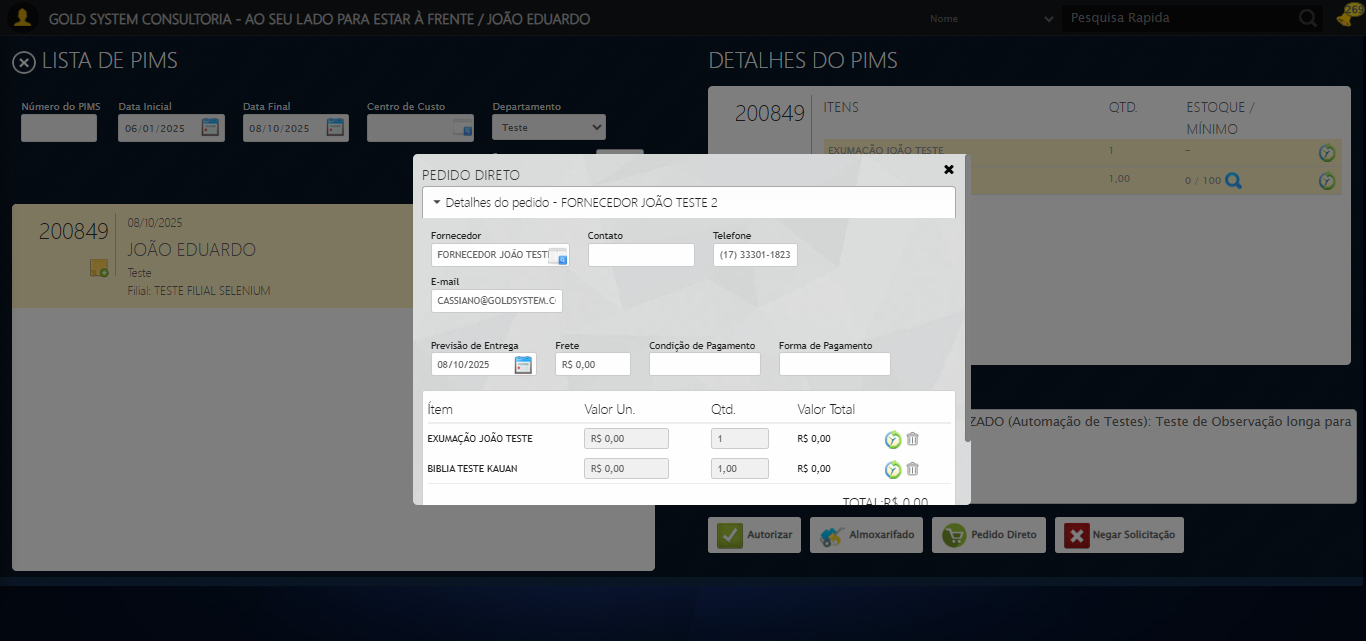 GOLD SYSTEM CONSULTORIA - AO SEU LADO PARA ESTAR À FRENTE / JOÃO EDUARDO
Nome
Pesquisa Rapida
269
LISTA DE PIMS
Número do PIMS
Data Inicial
Data Final
Centro de Custo
Departamento
06/01/2025
08/10/2025
Teste
200849
08/10/2025
JOÃO EDUARDO
Teste
Filial: TESTE FILIAL SELENIUM
DETALHES DO PIMS
200849
ITENS
QTD.
ESTOQUE /
MÍNIMO
EXUMAÇÃO JOÃO TESTE
1
-
1,00
0 / 100
PEDIDO DIRETO
Detalhes do pedido - FORNECEDOR JOÃO TESTE 2
Fornecedor
Contato
Telefone
FORNECEDOR JOÃO TEST
(17) 33301-1823
E-mail
CASSIANO@GOLDSYSTEM.C
Previsão de Entrega
Frete
Condição de Pagamento
Forma de Pagamento
08/10/2025
R$ 0,00
Ítem
Valor Un.
Qtd.
Valor Total
EXUMAÇÃO JOÃO TESTE
R$ 0,00
1
R$ 0,00
BIBLIA TESTE KAUAN
R$ 0,00
1,00
R$ 0,00
TOTAL:R$ 0,00
ZADO (Automação de Testes): Teste de Observação longa para
Autorizar
Almoxarifado
Pedido Direto
Negar Solicitação